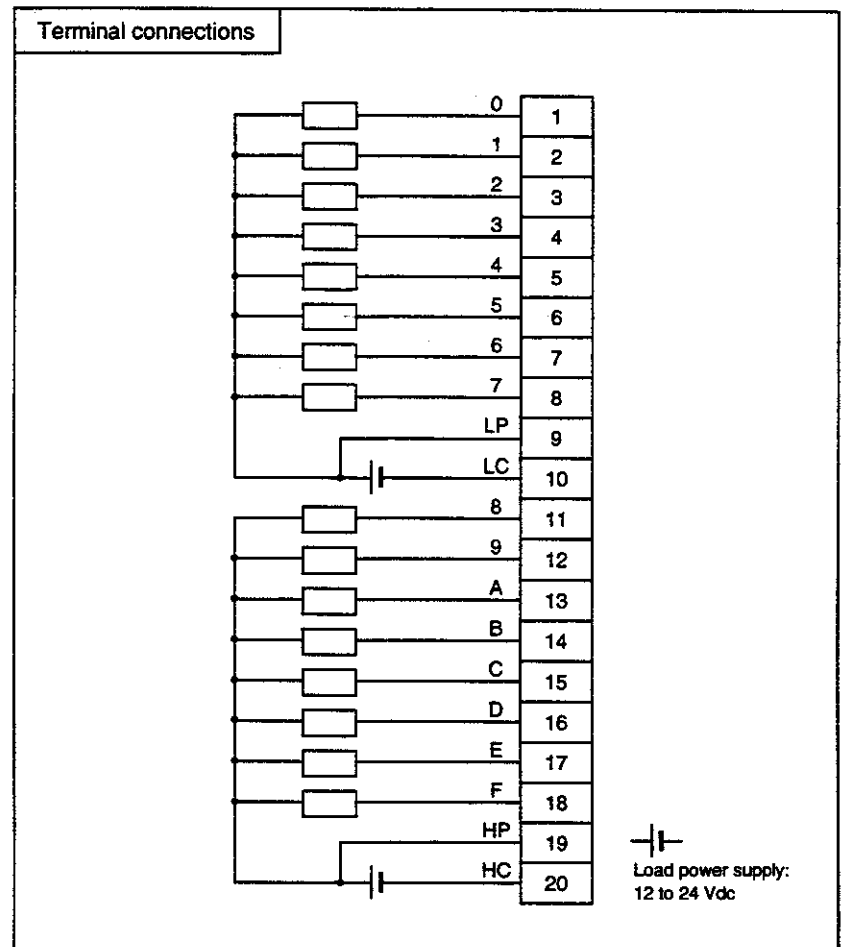 Terminal connections
0 1
1 2
2 3
3 4
4 5
5 6
6 7
7 8
LP 9
LC 10
8 11
9 12
A 13
B 14
C 15
D 16
E 17
F 18
HP 19
HC 20
Load power supply:
12 to 24 Vdc